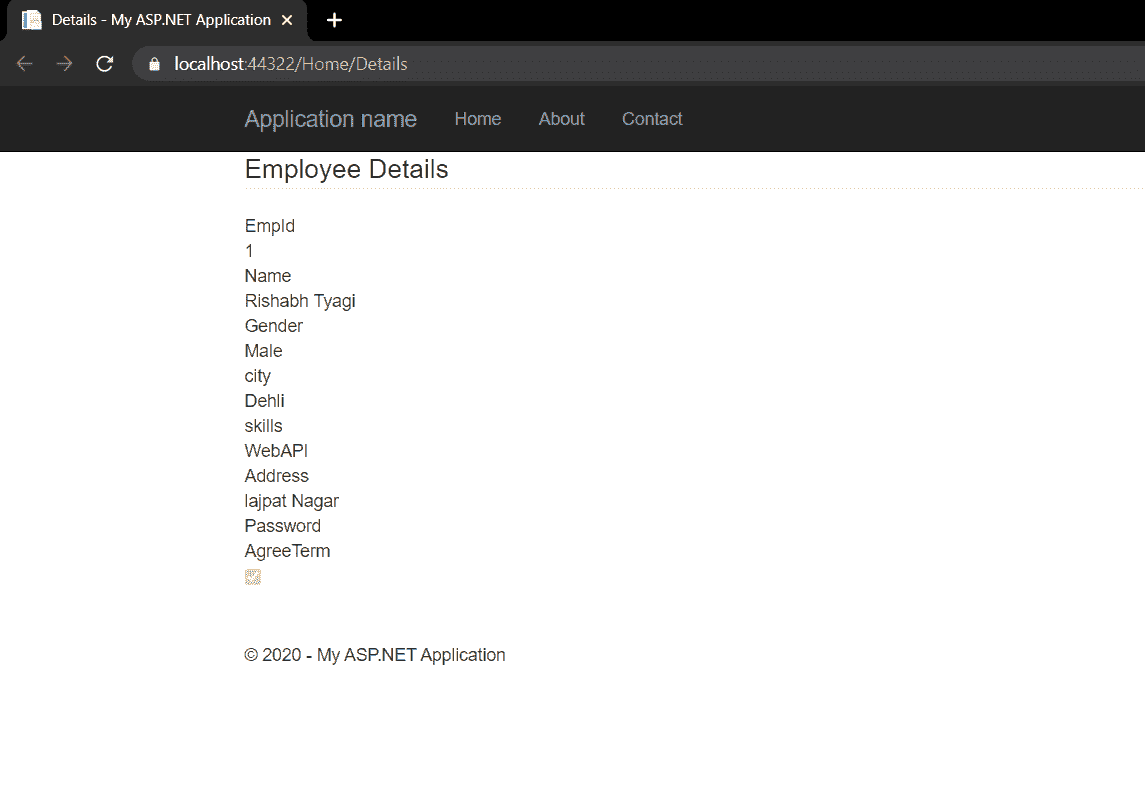 Details - My ASP.NET Application
localhost:44322/Home/Details
Application name Home About Contact
Employee Details
EmpId
1
Name
Rishabh Tyagi
Gender
Male
city
Dehli
skills
WebAPI
Address
lajpat Nagar
Password
AgreeTerm
© 2020 - My ASP.NET Application